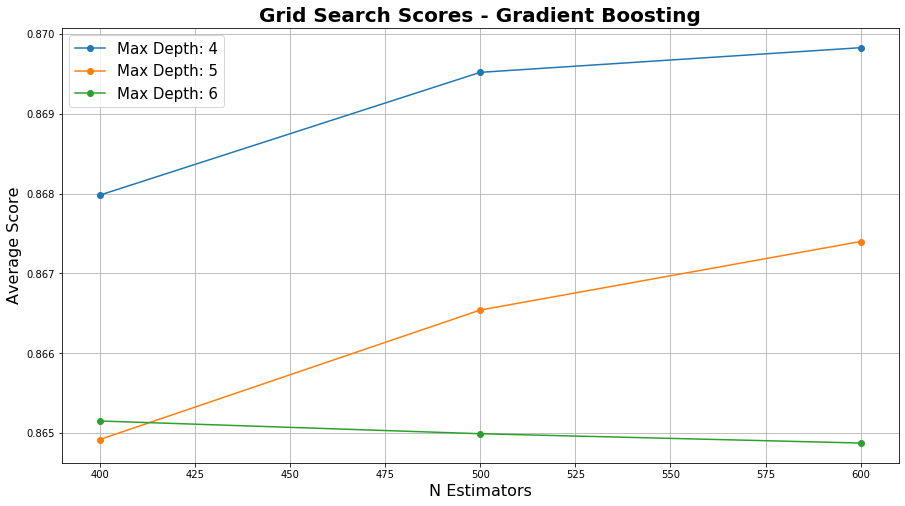 Grid Search Scores - Gradient Boosting
Max Depth: 4
Max Depth: 5
Max Depth: 6
Average Score
0.870
0.869
0.868
0.867
0.866
0.865
400
425
450
475
500
525
550
575
600
N Estimators